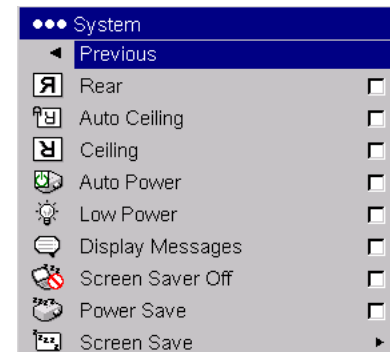 ••• System
Previous
Rear
Auto Ceiling
Ceiling
Auto Power
Low Power
Display Messages
Screen Saver Off
Power Save
Screen Save